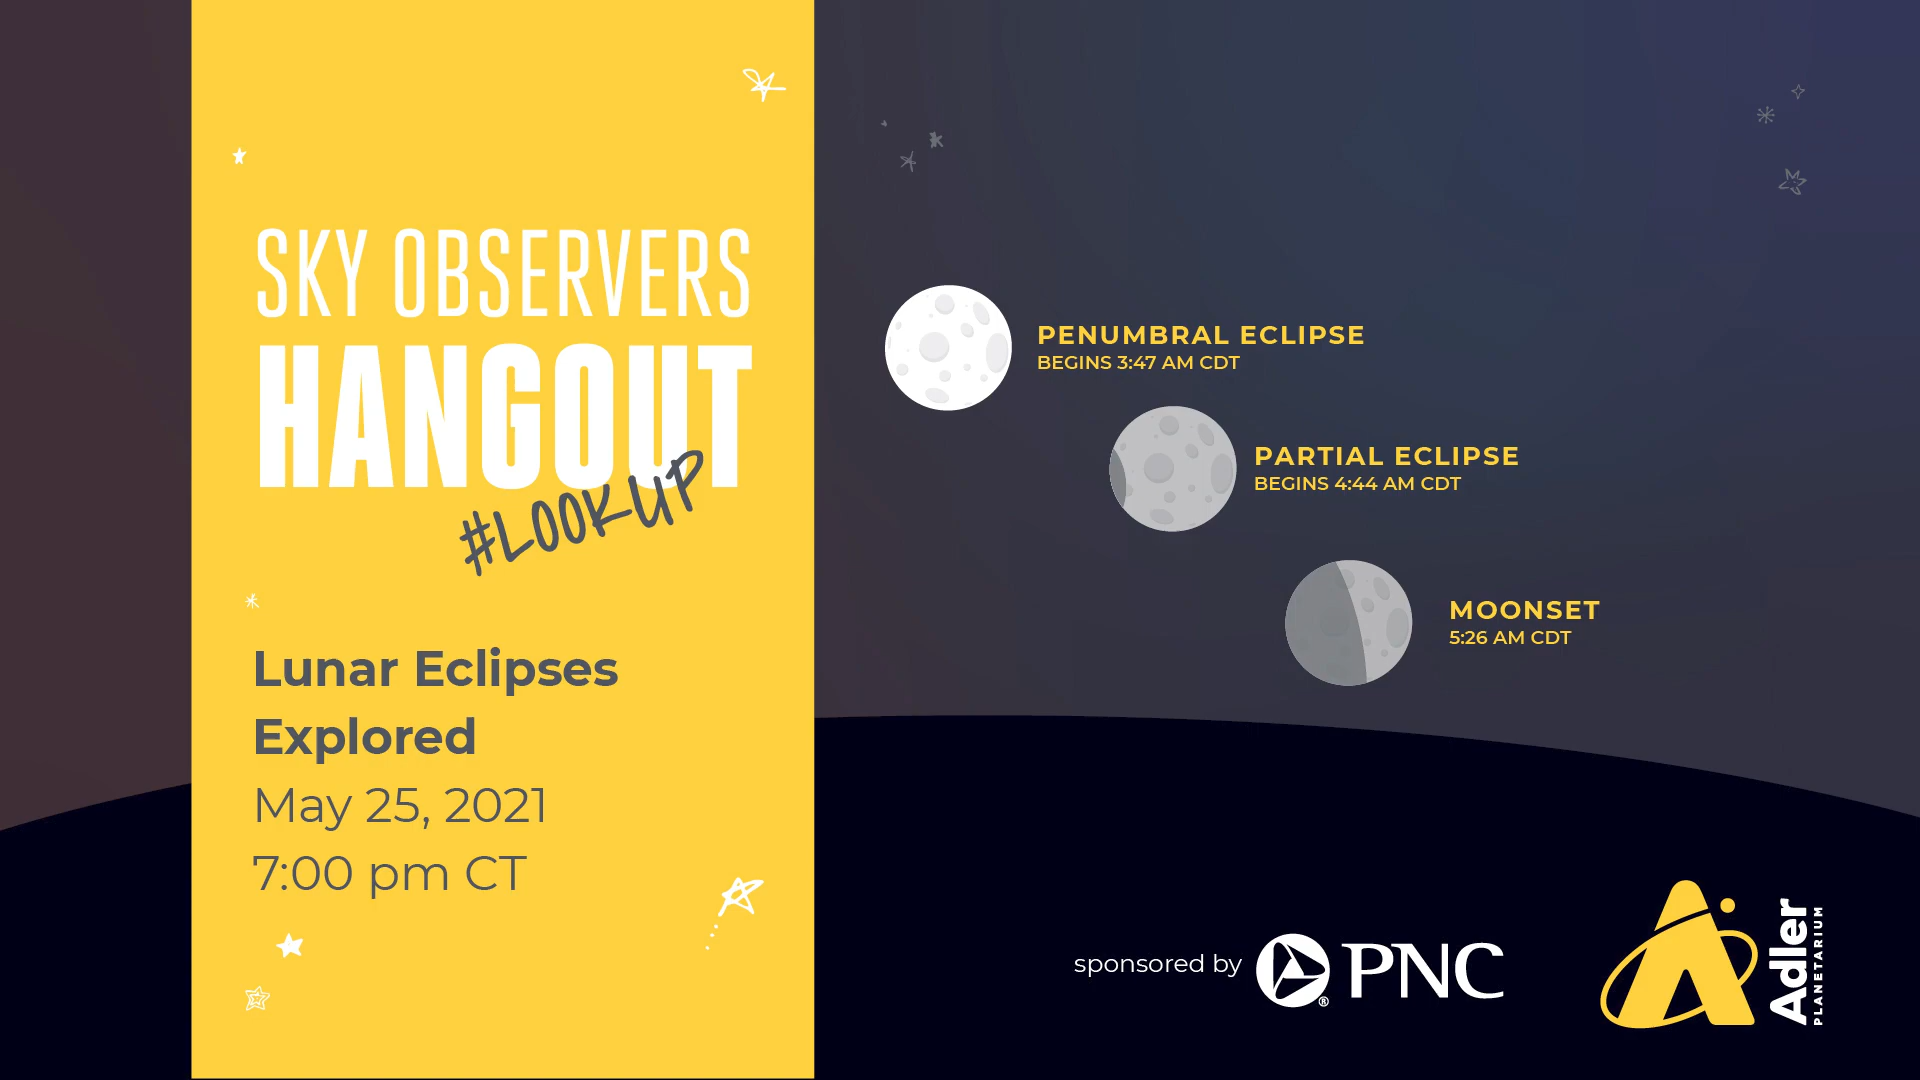 SKY OBSERVERS
HANGOUT
#LOOKUP
Lunar Eclipses
Explored
May 25, 2021
7:00 pm CT
PENUMBRAL ECLIPSE
BEGINS 3:47 AM CDT
PARTIAL ECLIPSE
BEGINS 4:44 AM CDT
MOONSET
5:26 AM CDT
sponsored by
PNC
®
Adler
PLANETARIUM